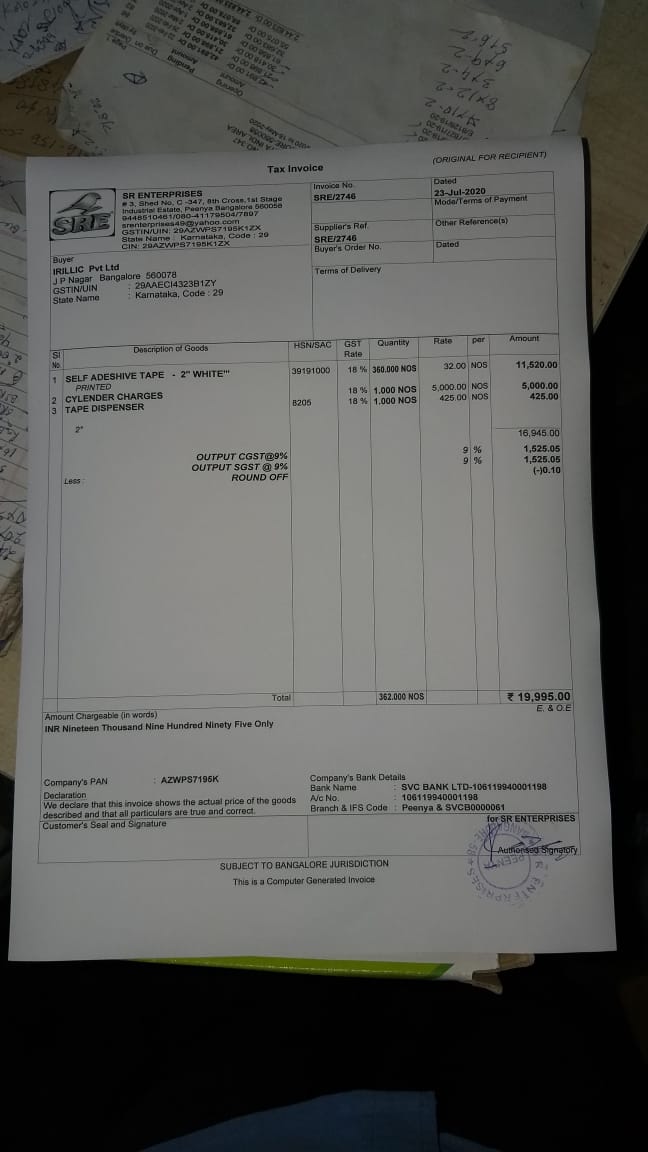 Tax Invoice
(ORIGINAL FOR RECIPIENT)
SRE
SR ENTERPRISES
# 3, Shed No, C -347, 8th Cross,1st Stage
Industrial Estate, Peenya Bangalore 560058
9448510461/080-41179504/7897
srenterprises49@yahoo.com
GSTIN/UIN: 29AZWPS7195K1ZX
State Name : Karnataka, Code : 29
CIN: 29AZWPS7195K1ZX
Invoice No.
SRE/2746
Dated
23-Jul-2020
Mode/Terms of Payment
Supplier's Ref.
SRE/2746
Other Reference(s)
Buyer's Order No.
Dated
Terms of Delivery
Buyer
IRILLIC Pvt Ltd
J P Nagar Bangalore 560078
GSTIN/UIN : 29AAECI4323B1ZY
State Name : Karnataka, Code : 29
Sl No. Description of Goods HSN/SAC GST Rate Quantity Rate per Amount
1 SELF ADESHIVE TAPE - 2" WHITE"' 39191000 18 % 360.000 NOS 32.00 NOS 11,520.00
PRINTED
2 CYLENDER CHARGES 18 % 1.000 NOS 5,000.00 NOS 5,000.00
3 TAPE DISPENSER 8205 18 % 1.000 NOS 425.00 NOS 425.00
2"
16,945.00
OUTPUT CGST@9% 9 % 1,525.05
OUTPUT SGST @ 9% 9 % 1,525.05
Less : ROUND OFF (-)0.10
Total 362.000 NOS ₹ 19,995.00
Amount Chargeable (in words) E. & O.E
INR Nineteen Thousand Nine Hundred Ninety Five Only
Company's PAN : AZWPS7195K
Declaration
We declare that this invoice shows the actual price of the goods
described and that all particulars are true and correct.
Company's Bank Details
Bank Name : SVC BANK LTD-106119940001198
A/c No. : 106119940001198
Branch & IFS Code : Peenya & SVCB0000061
Customer's Seal and Signature
for SR ENTERPRISES
Authorised Signatory
SUBJECT TO BANGALORE JURISDICTION
This is a Computer Generated Invoice